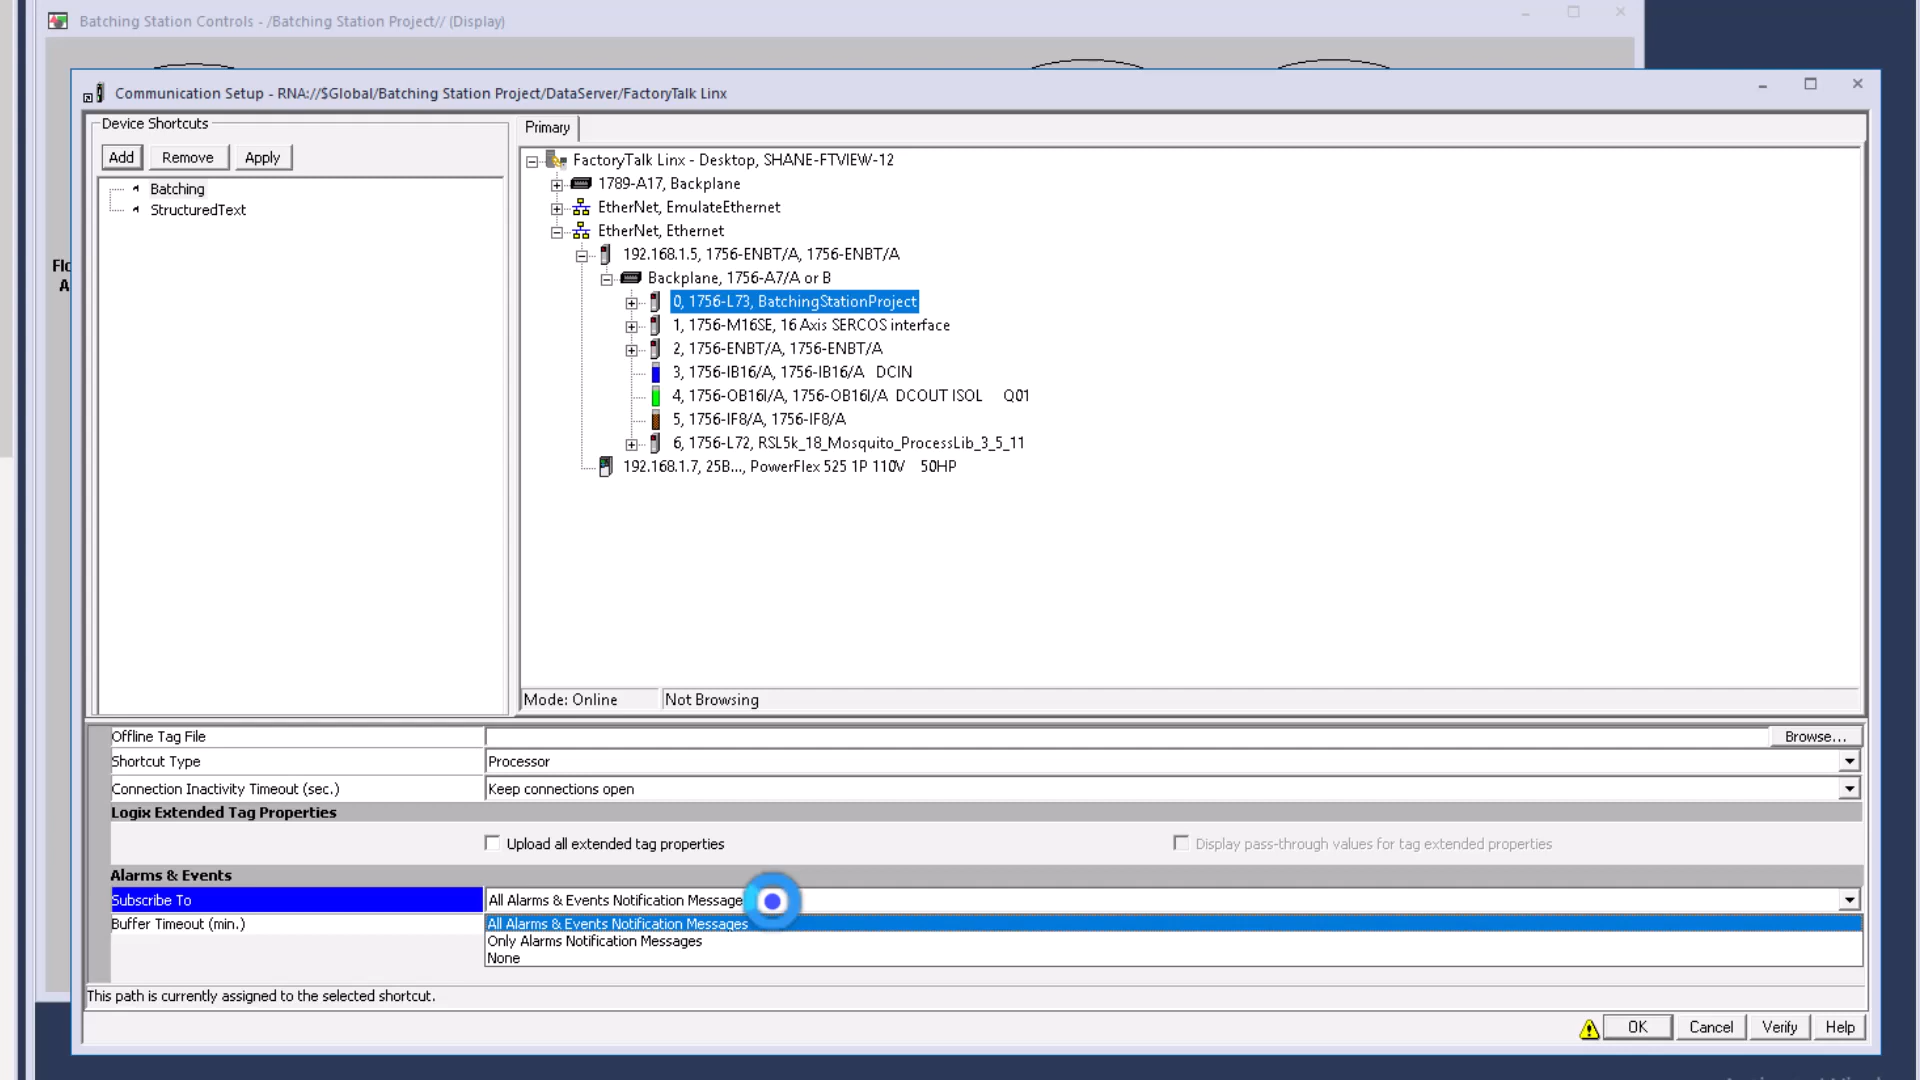 Batching Station Controls - /Batching Station Project// (Display)
Communication Setup - RNA://$Global/Batching Station Project/DataServer/FactoryTalk Linx
Device Shortcuts
Add
Remove
Apply
Batching
StructuredText
Primary
FactoryTalk Linx - Desktop, SHANE-FTVIEW-12
1789-A17, Backplane
EtherNet, EmulateEthernet
EtherNet, Ethernet
192.168.1.5, 1756-ENBT/A, 1756-ENBT/A
Backplane, 1756-A7/A or B
0, 1756-L73, BatchingStationProject
1, 1756-M16SE, 16 Axis SERCOS interface
2, 1756-ENBT/A, 1756-ENBT/A
3, 1756-IB16/A, 1756-IB16/A DCIN
4, 1756-OB16I/A, 1756-OB16I/A DCOUT ISOL Q01
5, 1756-IF8/A, 1756-IF8/A
6, 1756-L72, RSL5k_18_Mosquito_ProcessLib_3_5_11
192.168.1.7, 25B..., PowerFlex 525 1P 110V 50HP
Flo
A
Mode: Online
Not Browsing
Offline Tag File
Browse...
Shortcut Type
Processor
Connection Inactivity Timeout (sec.)
Keep connections open
Logix Extended Tag Properties
Upload all extended tag properties
Display pass-through values for tag extended properties
Alarms & Events
Subscribe To
All Alarms & Events Notification Message
Buffer Timeout (min.)
All Alarms & Events Notification Messages
Only Alarms Notification Messages
None
This path is currently assigned to the selected shortcut.
OK
Cancel
Verify
Help